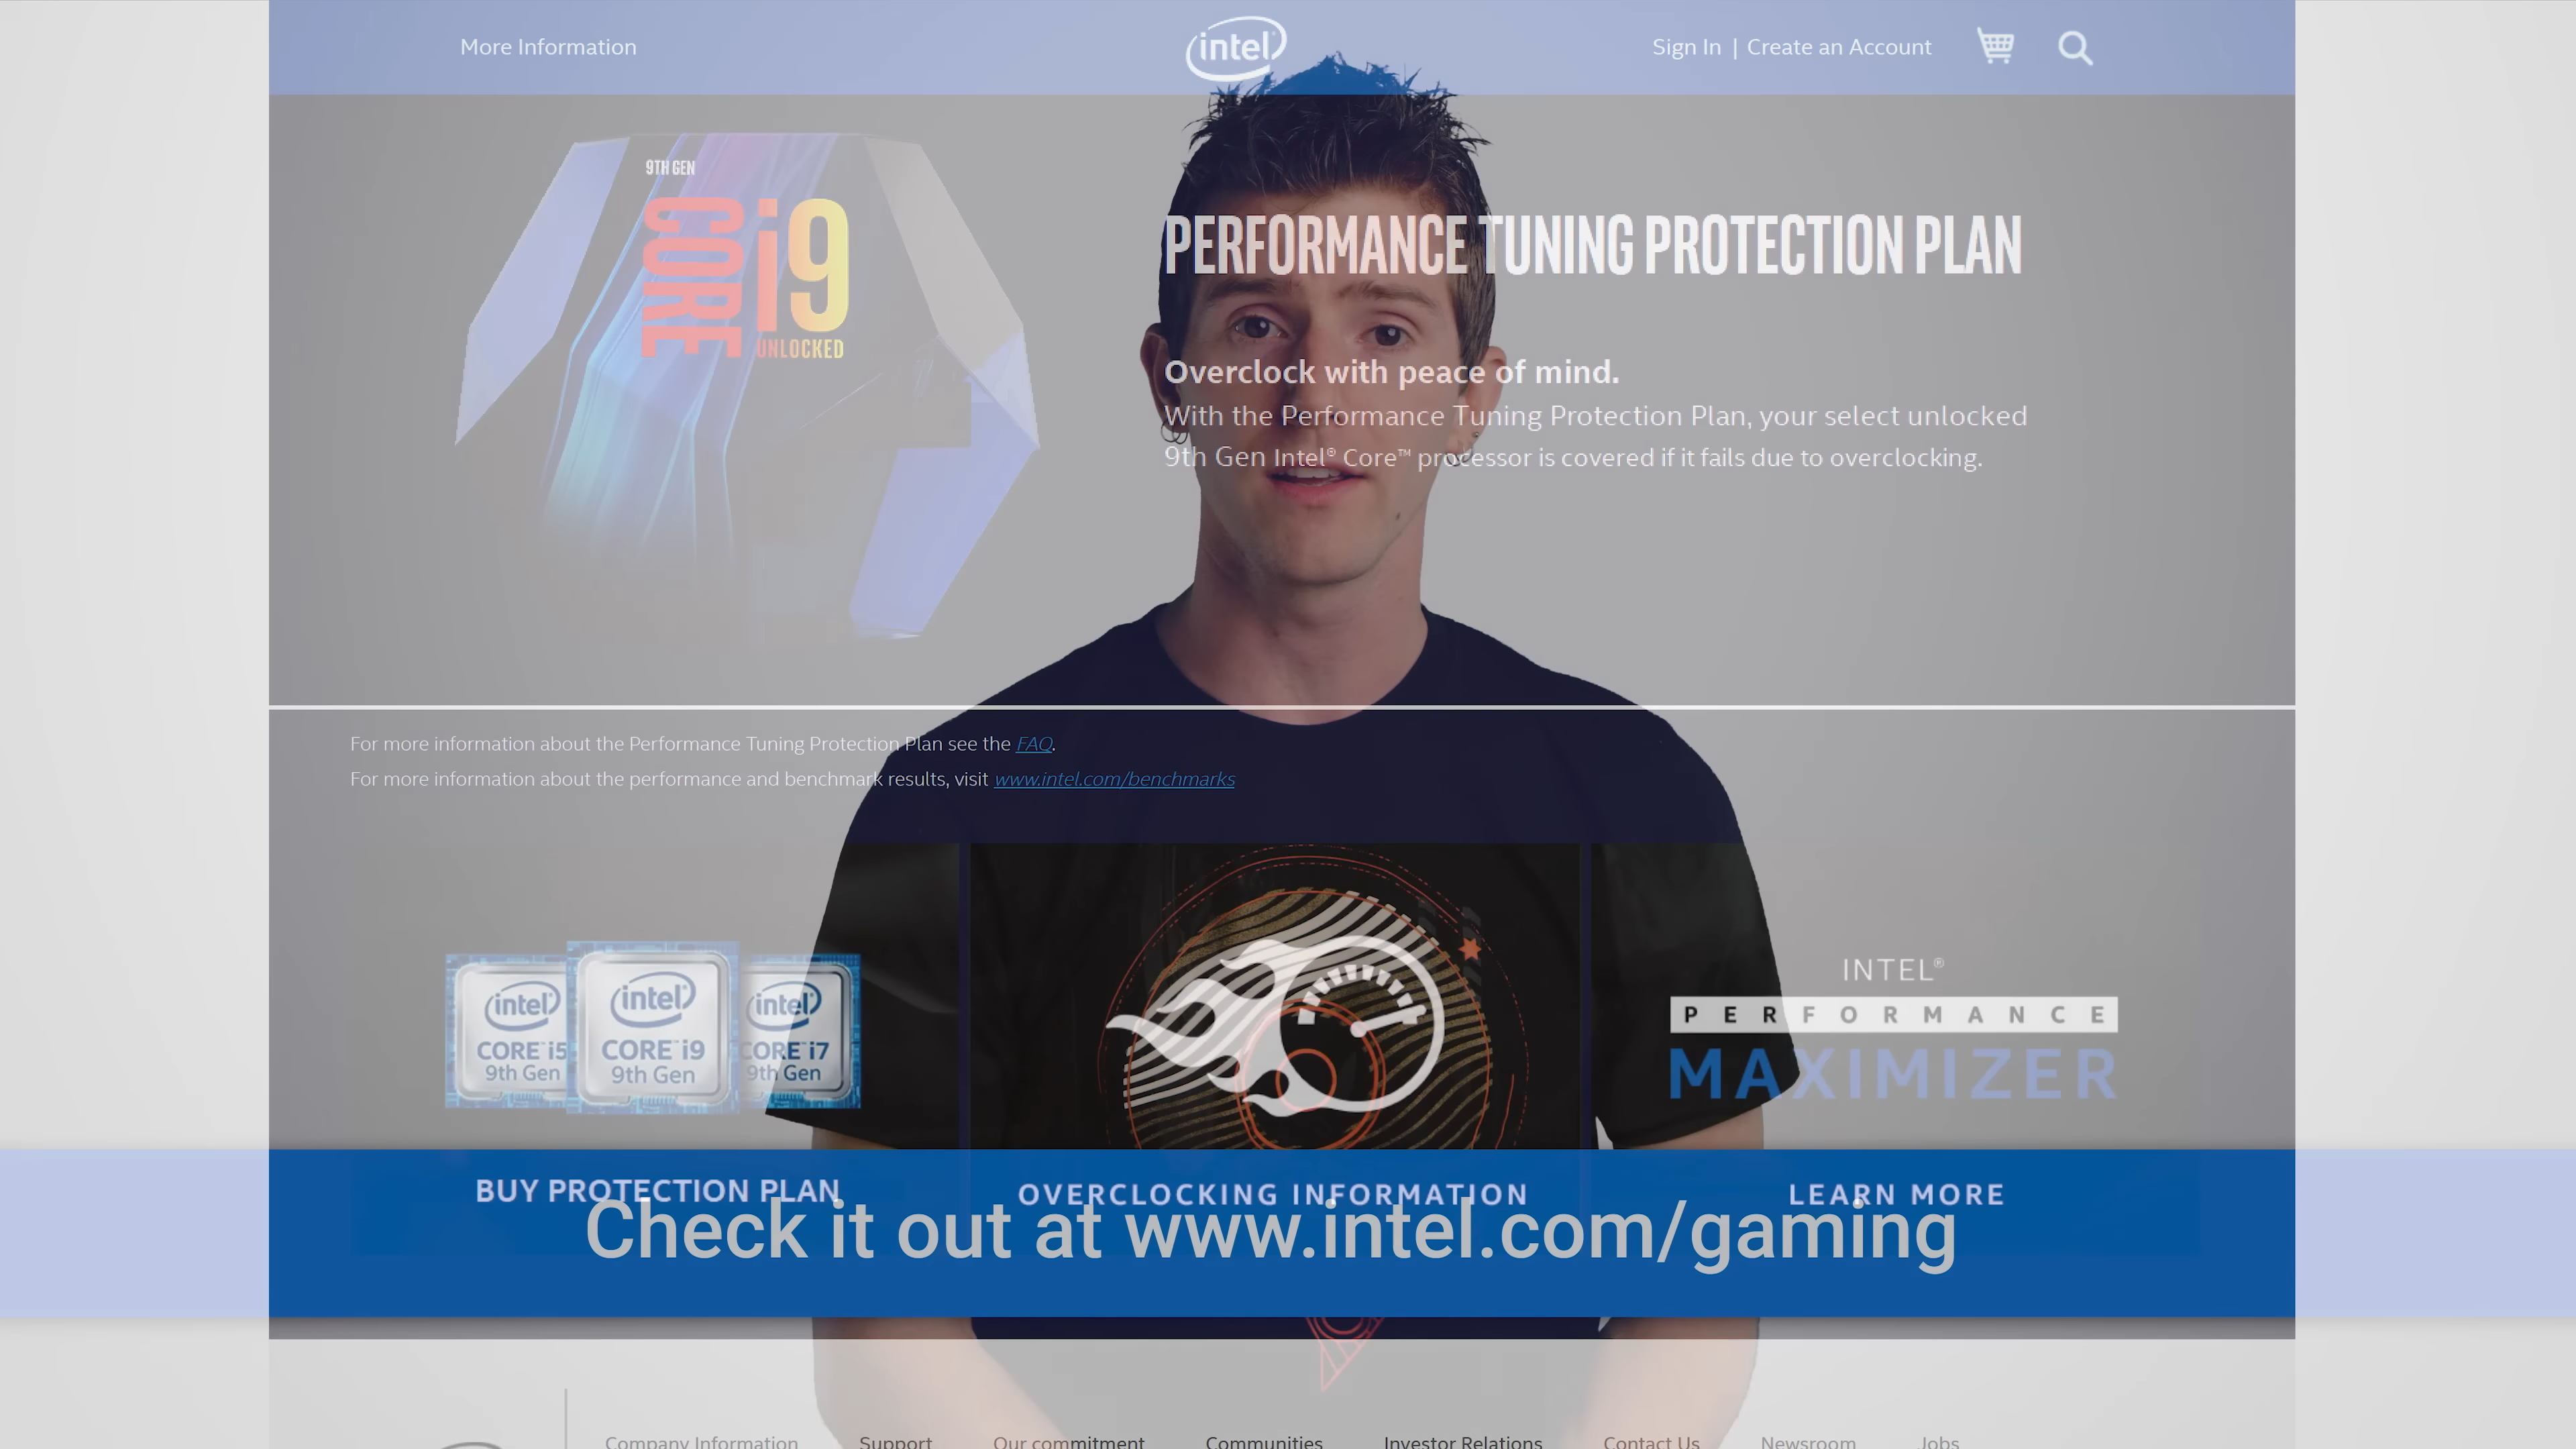 More Information
intel
Sign In | Create an Account
9TH GEN
CORE i9
UNLOCKED
PERFORMANCE TUNING PROTECTION PLAN
Overclock with peace of mind.
With the Performance Tuning Protection Plan, your select unlocked
9th Gen Intel® Core™ processor is covered if it fails due to overclocking.
For more information about the Performance Tuning Protection Plan see the FAQ.
For more information about the performance and benchmark results, visit www.intel.com/benchmarks
intel
CORE™ i5
9th Gen
intel
CORE™ i9
9th Gen
intel
CORE™ i7
9th Gen
INTEL®
PERFORMANCE
MAXIMIZER
BUY PROTECTION PLAN
OVERCLOCKING INFORMATION
LEARN MORE
Check it out at www.intel.com/gaming
Company Information
Support
Our commitment
Communities
Investor Relations
Contact Us
Newsroom
Jobs